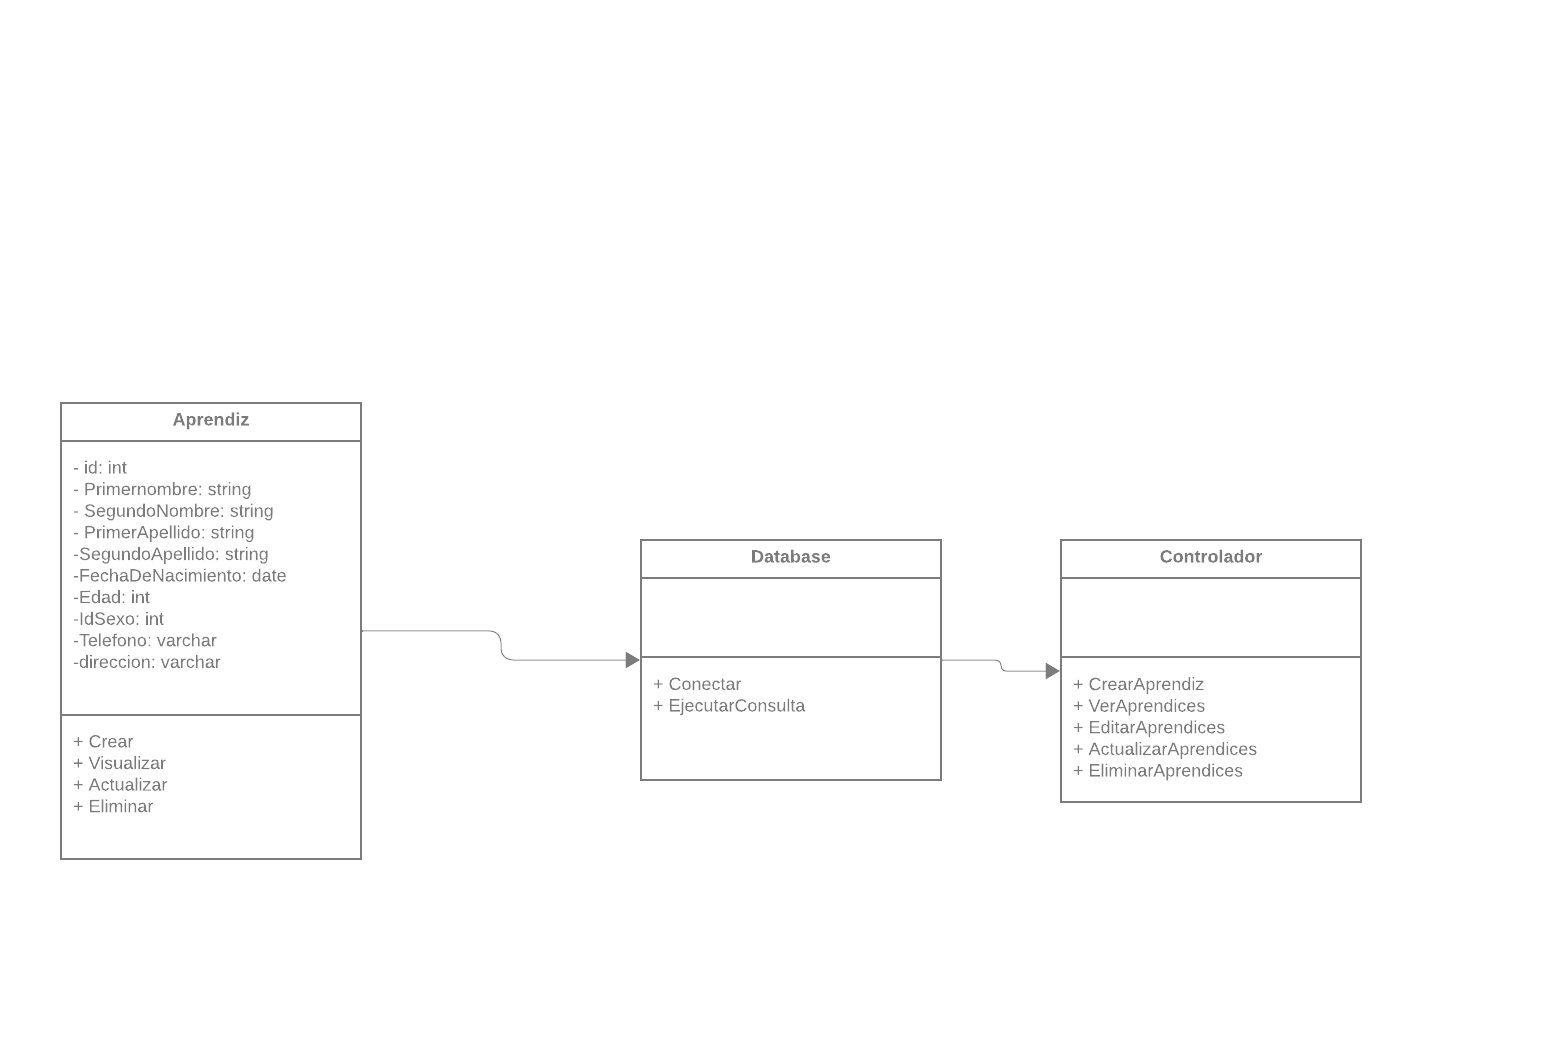 Aprendiz
- id: int
- Primernombre: string
- SegundoNombre: string
- PrimerApellido: string
-SegundoApellido: string
-FechaDeNacimiento: date
-Edad: int
-IdSexo: int
-Telefono: varchar
-direccion: varchar
+ Crear
+ Visualizar
+ Actualizar
+ Eliminar
Database
+ Conectar
+ EjecutarConsulta
Controlador
+ CrearAprendiz
+ VerAprendices
+ EditarAprendices
+ ActualizarAprendices
+ EliminarAprendices